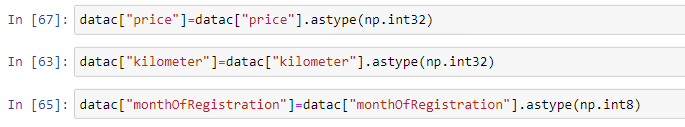 In [67]: datac["price"]=datac["price"].astype(np.int32)
In [63]: datac["kilometer"]=datac["kilometer"].astype(np.int32)
In [65]: datac["monthOfRegistration"]=datac["monthOfRegistration"].astype(np.int8)